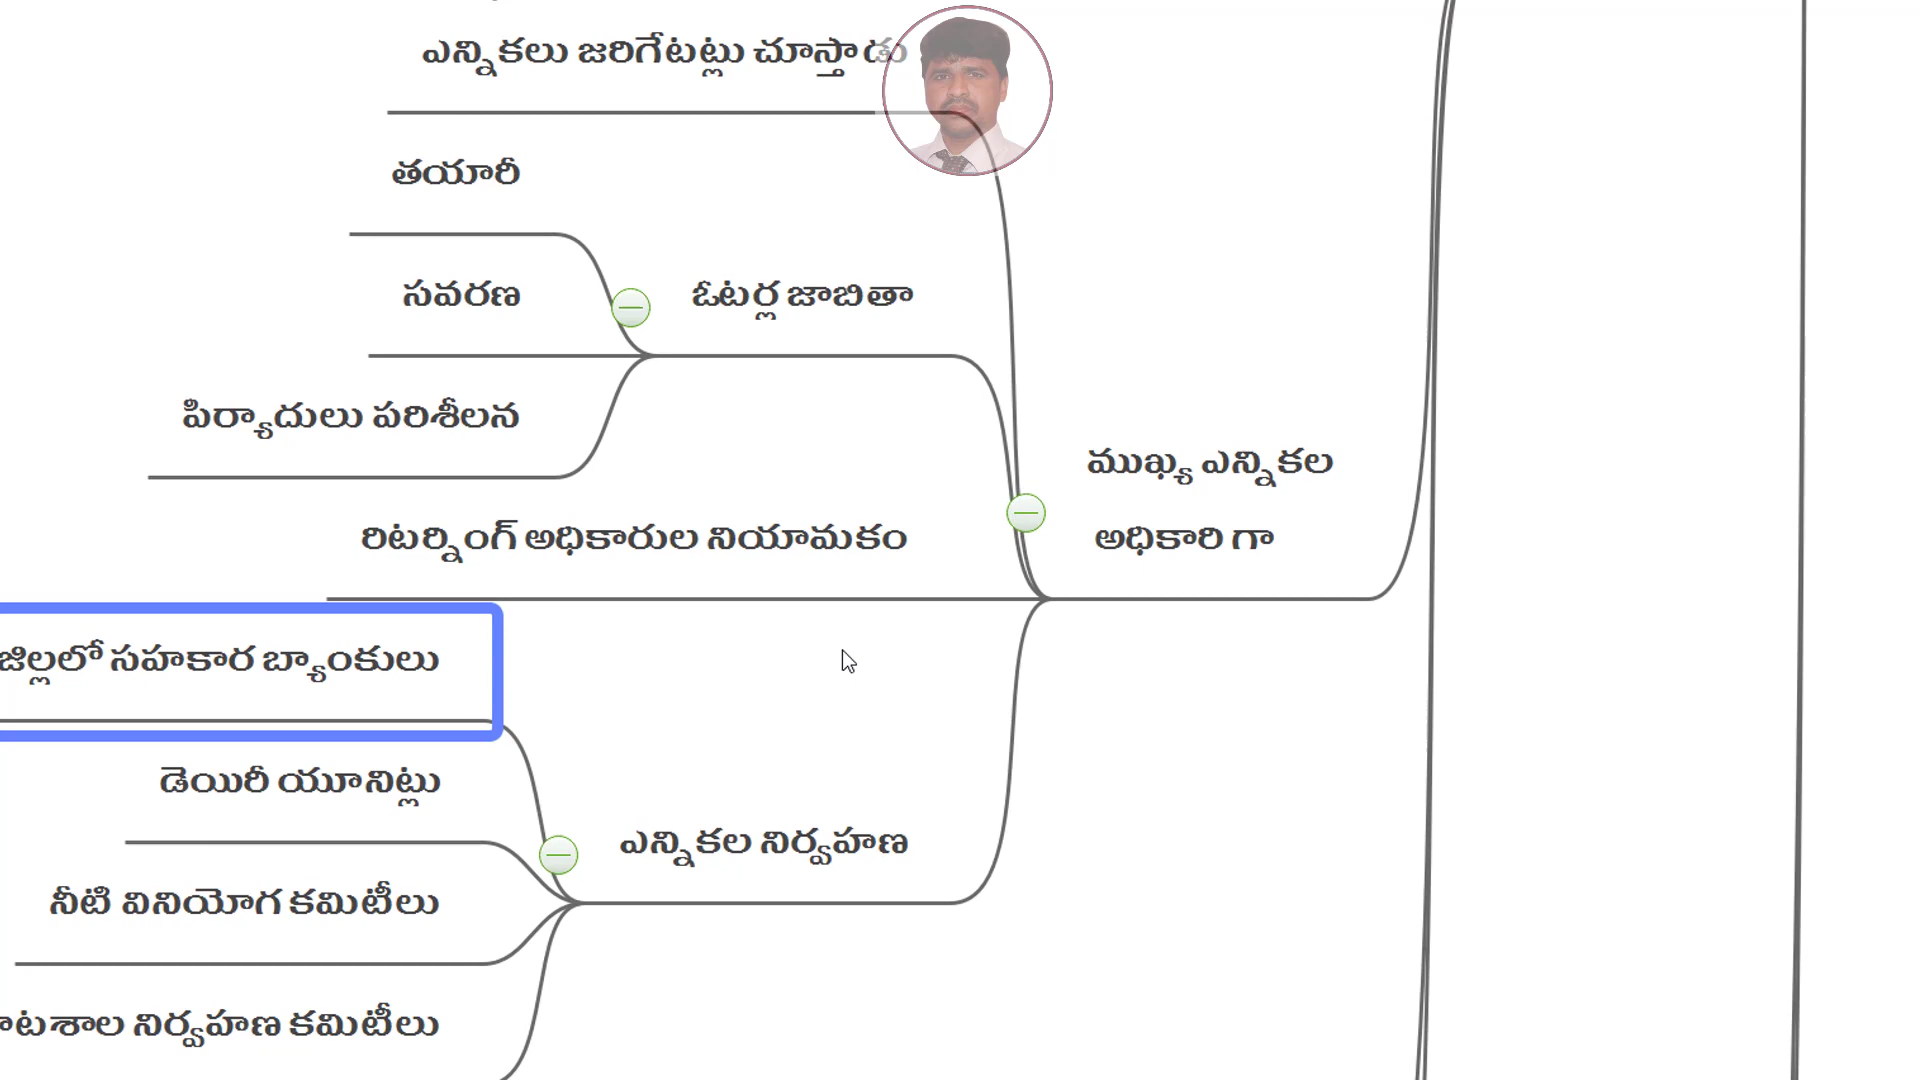 ఎన్నికలు జరిగేటట్లు చూస్తాడు
తయారీ
సవరణ
ఓటర్ల జాబితా
పిర్యాదులు పరిశీలన
ముఖ్య ఎన్నికల
అధికారి గా
రిటర్నింగ్ అధికారుల నియామకం
జిల్లలో సహకార బ్యాంకులు
డెయిరీ యూనిట్లు
ఎన్నికల నిర్వహణ
నీటి వినియోగ కమిటీలు
నిర్వహణ కమిటీలు